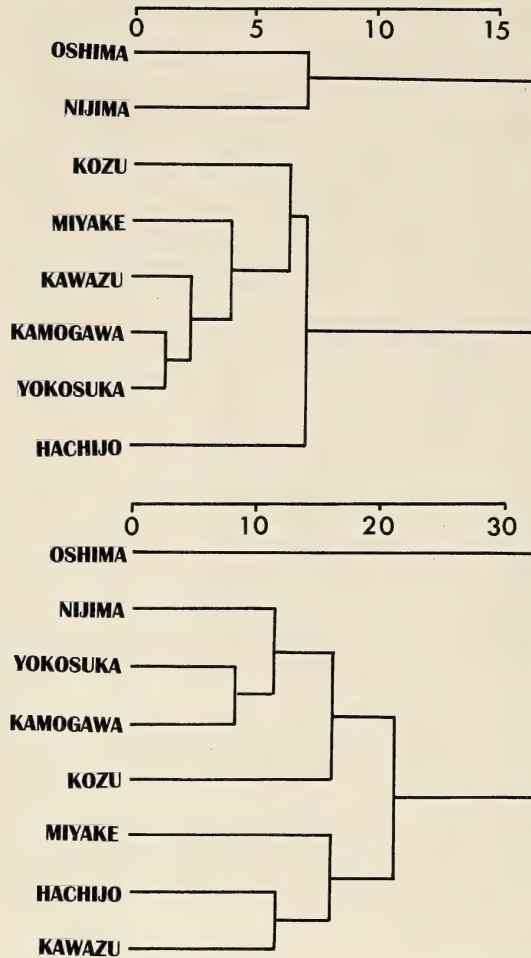 0 5 10 15
OSHIMA
NIJIMA
KOZU
MIYAKE
KAWAZU
KAMOGAWA
YOKOSUKA
HACHIJO
0 10 20 30
OSHIMA
NIJIMA
YOKOSUKA
KAMOGAWA
KOZU
MIYAKE
HACHIJO
KAWAZU